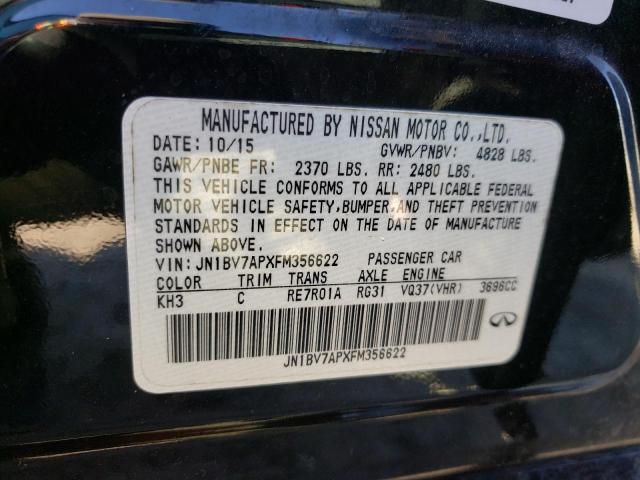 MANUFACTURED BY NISSAN MOTOR CO.,LTD.
DATE: 10/15 GVWR/PNBV: 4828 LBS.
GAWR/PNBE FR: 2370 LBS. RR: 2480 LBS.
THIS VEHICLE CONFORMS TO ALL APPLICABLE FEDERAL
MOTOR VEHICLE SAFETY,BUMPER,AND THEFT PREVENTION
STANDARDS IN EFFECT ON THE DATE OF MANUFACTURE
SHOWN ABOVE.
VIN: JN1BV7APXFM356622 PASSENGER CAR
COLOR TRIM TRANS AXLE ENGINE
KH3 C RE7R01A RG31 VQ37(VHR) 3696CC
JN1BV7APXFM356622